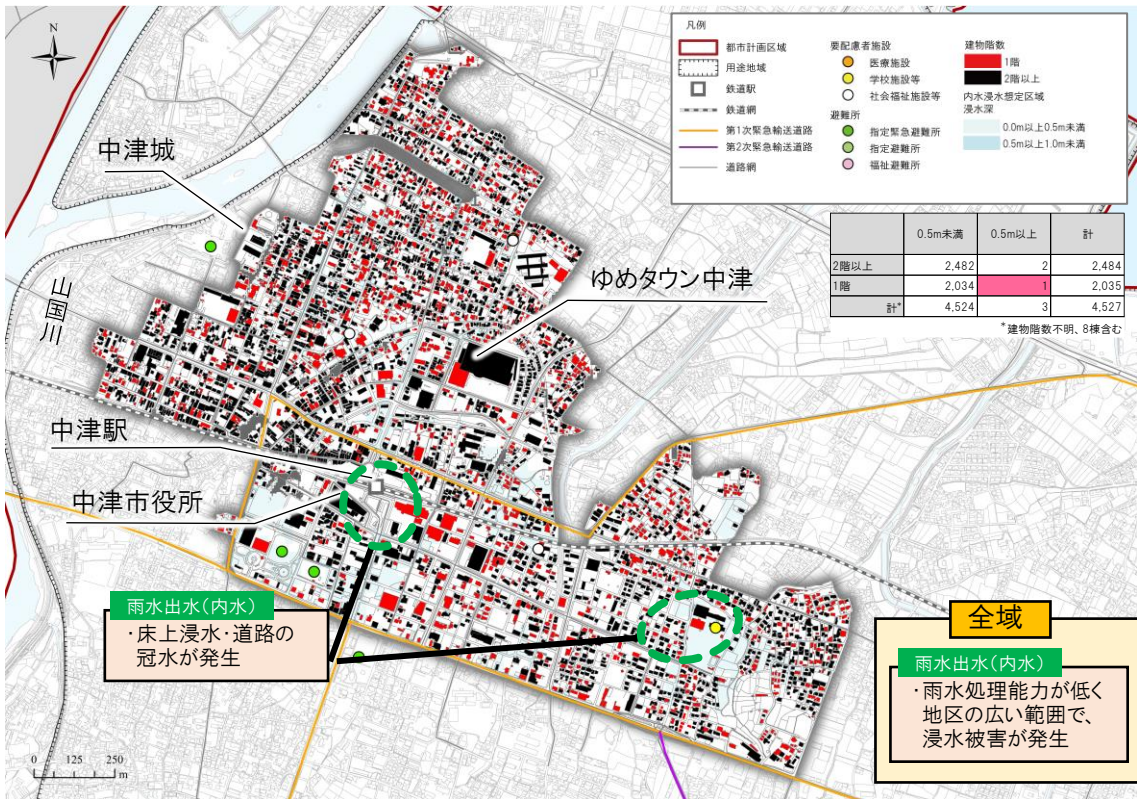 N
凡例
都市計画区域
用途地域
鉄道駅
鉄道網
第1次緊急輸送道路
第2次緊急輸送道路
道路網
要配慮者施設
医療施設
学校施設等
社会福祉施設等
避難所
指定緊急避難所
指定避難所
福祉避難所
建物階数
1階
2階以上
内水浸水想定区域
浸水深
0.0m以上0.5m未満
0.5m以上1.0m未満
0.5m未満 0.5m以上 計
2階以上 2,482 2 2,484
1階 2,034 1 2,035
計* 4,524 3 4,527
*建物階数不明、8棟含む
中津城
山国川
ゆめタウン中津
中津駅
中津市役所
雨水出水(内水)
・床上浸水・道路の
冠水が発生
全域
雨水出水(内水)
・雨水処理能力が低く
地区の広い範囲で、
浸水被害が発生
0 125 250
m